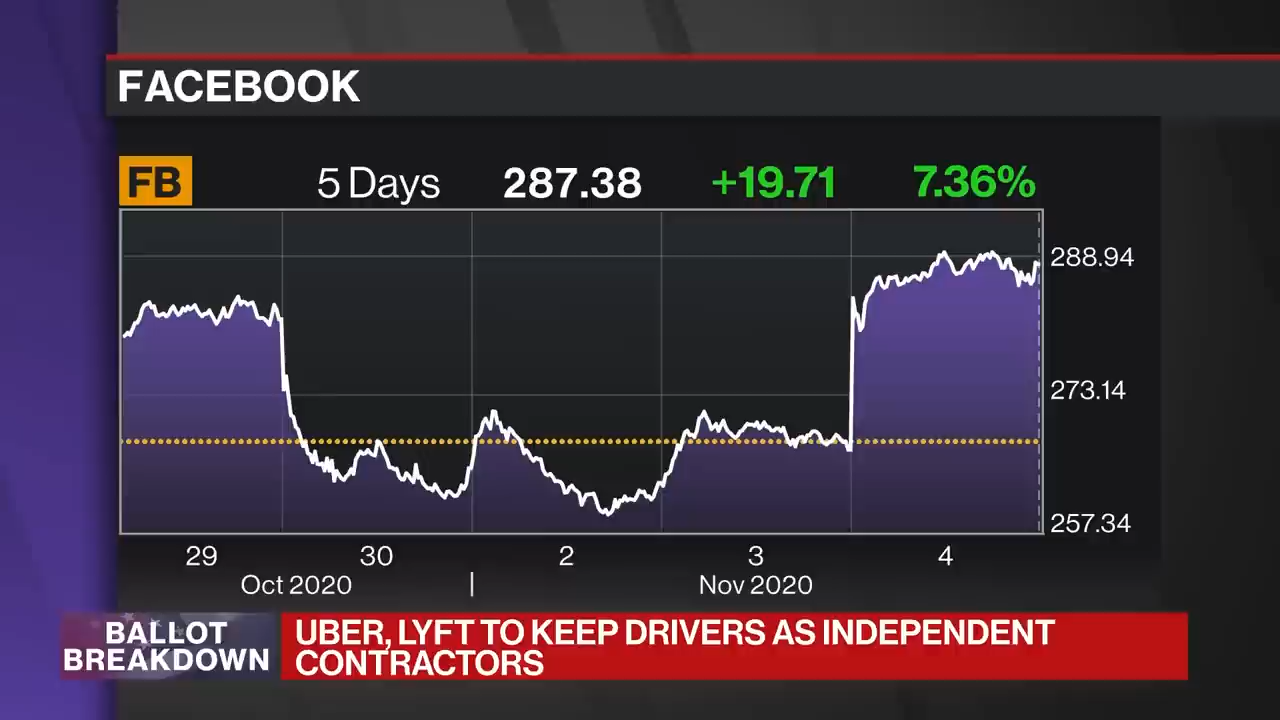 FACEBOOK
FB 5 Days 287.38 +19.71 7.36%
288.94
273.14
257.34
29 30 2 3 4
Oct 2020 | Nov 2020
BALLOT
BREAKDOWN
UBER, LYFT TO KEEP DRIVERS AS INDEPENDENT
CONTRACTORS